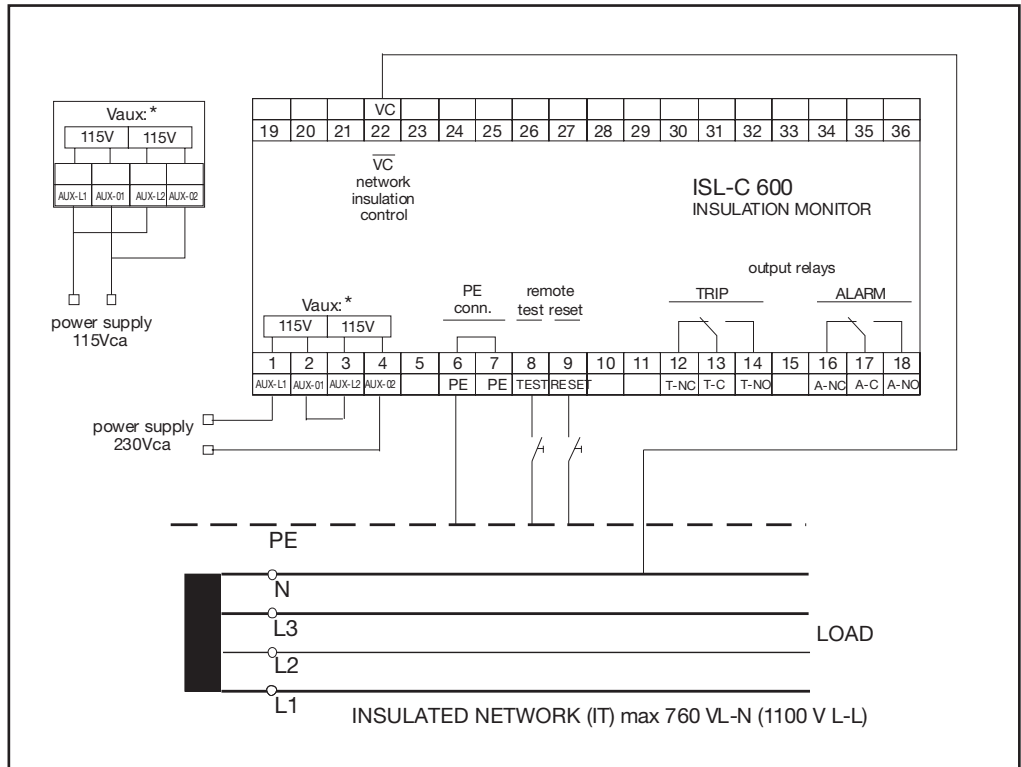 VC
19 20 21 22 23 24 25 26 27 28 29 30 31 32 33 34 35 36
VC
network
insulation
control
ISL-C 600
INSULATION MONITOR
Vaux:*
115V 115V
AUX-L1 AUX-01 AUX-L2 AUX-02
power supply
115Vca
output relays
TRIP ALARM
PE
conn.
remote
test reset
Vaux:*
115V 115V
1 2 3 4 5 6 7 8 9 10 11 12 13 14 15 16 17 18
AUX-L1 AUX-01 AUX-L2 AUX-02 PE PE TEST RESET T-NC T-C T-NO A-NC A-C A-NO
power supply
230Vca
PE
N
L3
LOAD
L2
L1
INSULATED NETWORK (IT) max 760 VL-N (1100 V L-L)